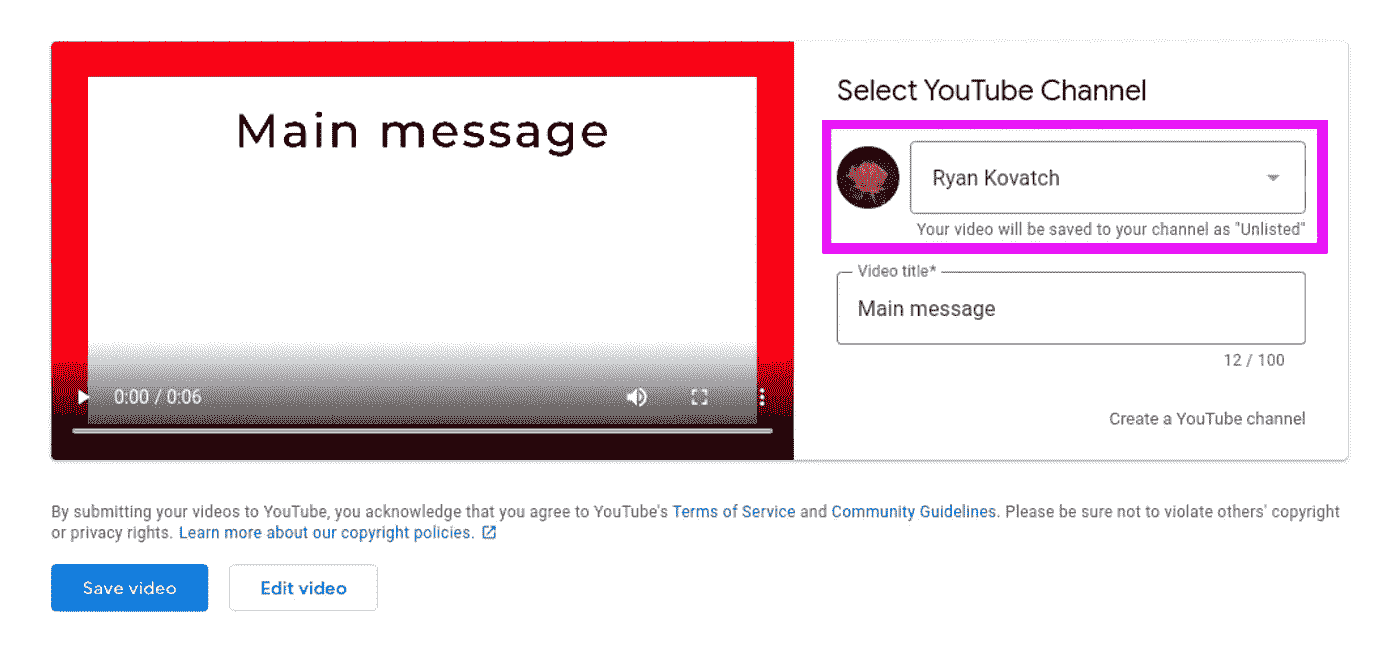 Main message
0:00 / 0:06
Select YouTube Channel
Ryan Kovatch
Your video will be saved to your channel as "Unlisted"
Video title*
Main message
12 / 100
Create a YouTube channel
By submitting your videos to YouTube, you acknowledge that you agree to YouTube's Terms of Service and Community Guidelines. Please be sure not to violate others' copyright
or privacy rights. Learn more about our copyright policies.
Save video
Edit video